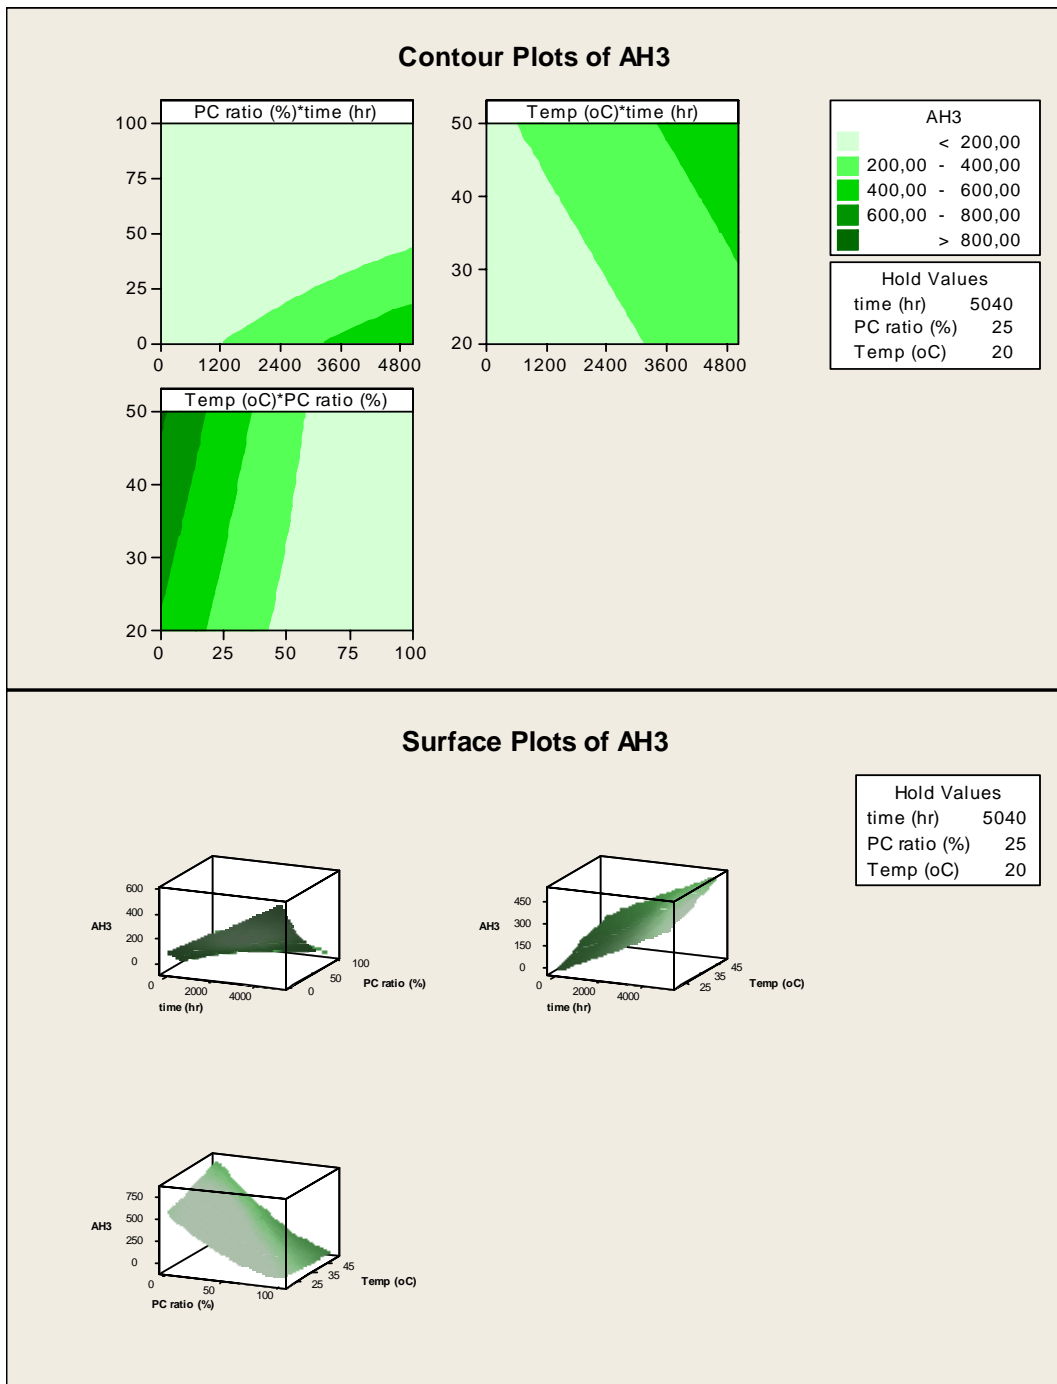 Contour Plots of AH3
PC ratio (%)*time (hr)
100
75
50
25
0
0 1200 2400 3600 4800
Temp (oC)*time (hr)
50
40
30
20
0 1200 2400 3600 4800
AH3
< 200,00
200,00 - 400,00
400,00 - 600,00
600,00 - 800,00
> 800,00
Hold Values
time (hr) 5040
PC ratio (%) 25
Temp (oC) 20
Temp (oC)*PC ratio (%)
50
40
30
20
0 25 50 75 100
Surface Plots of AH3
Hold Values
time (hr) 5040
PC ratio (%) 25
Temp (oC) 20
600
400
AH3
200
0
0 2000 4000
time (hr)
0 50 100
PC ratio (%)
450
AH3
300
150
0
0 2000 4000
time (hr)
25 35 45
Temp (oC)
750
500
AH3
250
0
0 50 100
PC ratio (%)
25 35 45
Temp (oC)